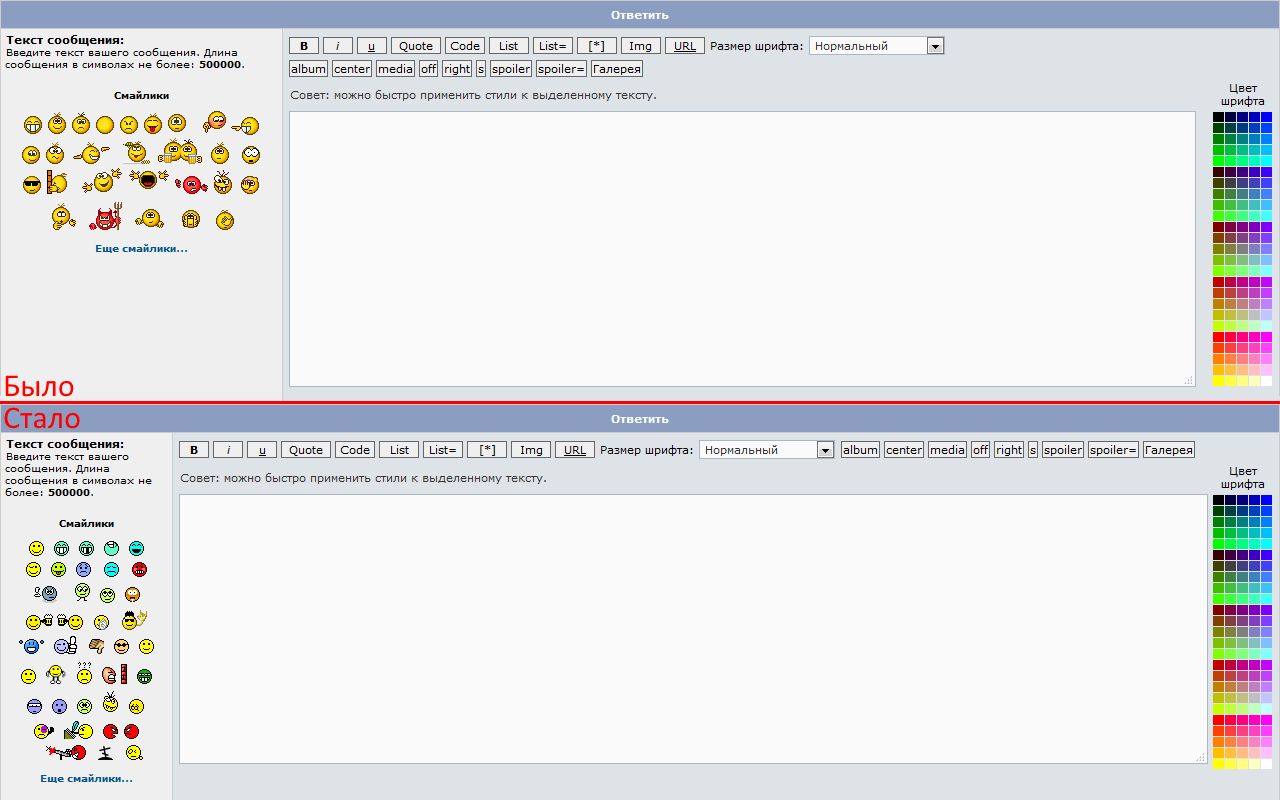 Ответить
Текст сообщения:
Введите текст вашего сообщения. Длина
сообщения в символах не более: 500000.
Смайлики
Еще смайлики...
B i u Quote Code List List= [*] Img URL Размер шрифта: Нормальный
album center media off right s spoiler spoiler= Галерея
Совет: можно быстро применить стили к выделенному тексту.
Цвет
шрифта
Было
Стало
Ответить
Текст сообщения:
Введите текст вашего
сообщения. Длина
сообщения в символах не
более: 500000.
Смайлики
Еще смайлики...
B i u Quote Code List List= [*] Img URL Размер шрифта: Нормальный album center media off right s spoiler spoiler= Галерея
Совет: можно быстро применить стили к выделенному тексту.
Цвет
шрифта